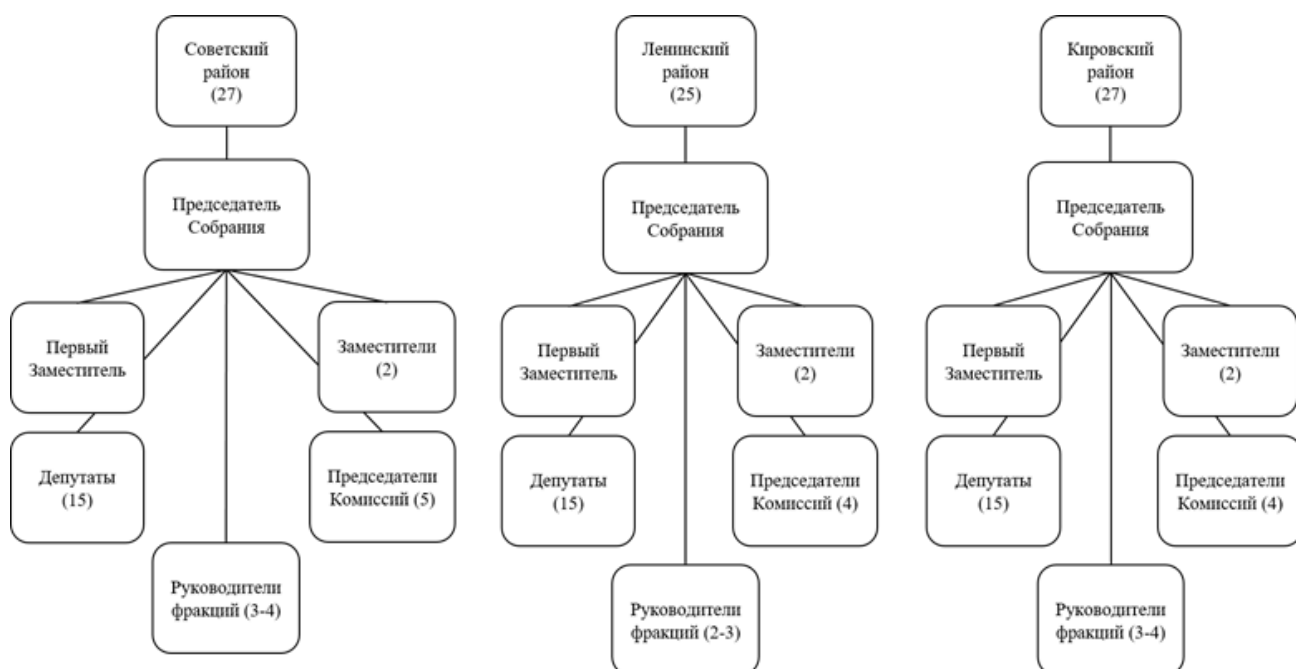 Советский
район
(27)
Председатель
Собрания
Первый
Заместитель
Заместители
(2)
Депутаты
(15)
Председатели
Комиссий (5)
Руководители
фракций (3-4)
Ленинский
район
(25)
Председатель
Собрания
Первый
Заместитель
Заместители
(2)
Депутаты
(15)
Председатели
Комиссий (4)
Руководители
фракций (2-3)
Кировский
район
(27)
Председатель
Собрания
Первый
Заместитель
Заместители
(2)
Депутаты
(15)
Председатели
Комиссий (4)
Руководители
фракций (3-4)